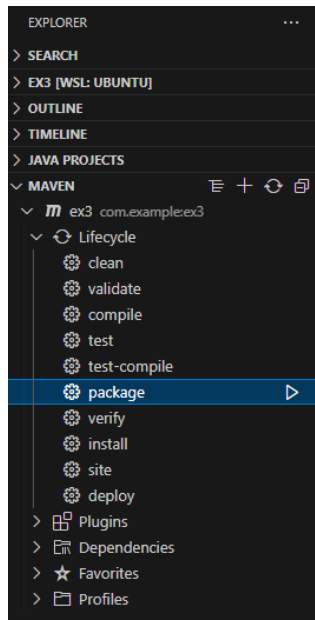 EXPLORER ...
SEARCH
EX3 [WSL: UBUNTU]
OUTLINE
TIMELINE
JAVA PROJECTS
MAVEN
m ex3 com.example:ex3
Lifecycle
clean
validate
compile
test
test-compile
package
verify
install
site
deploy
Plugins
Dependencies
Favorites
Profiles